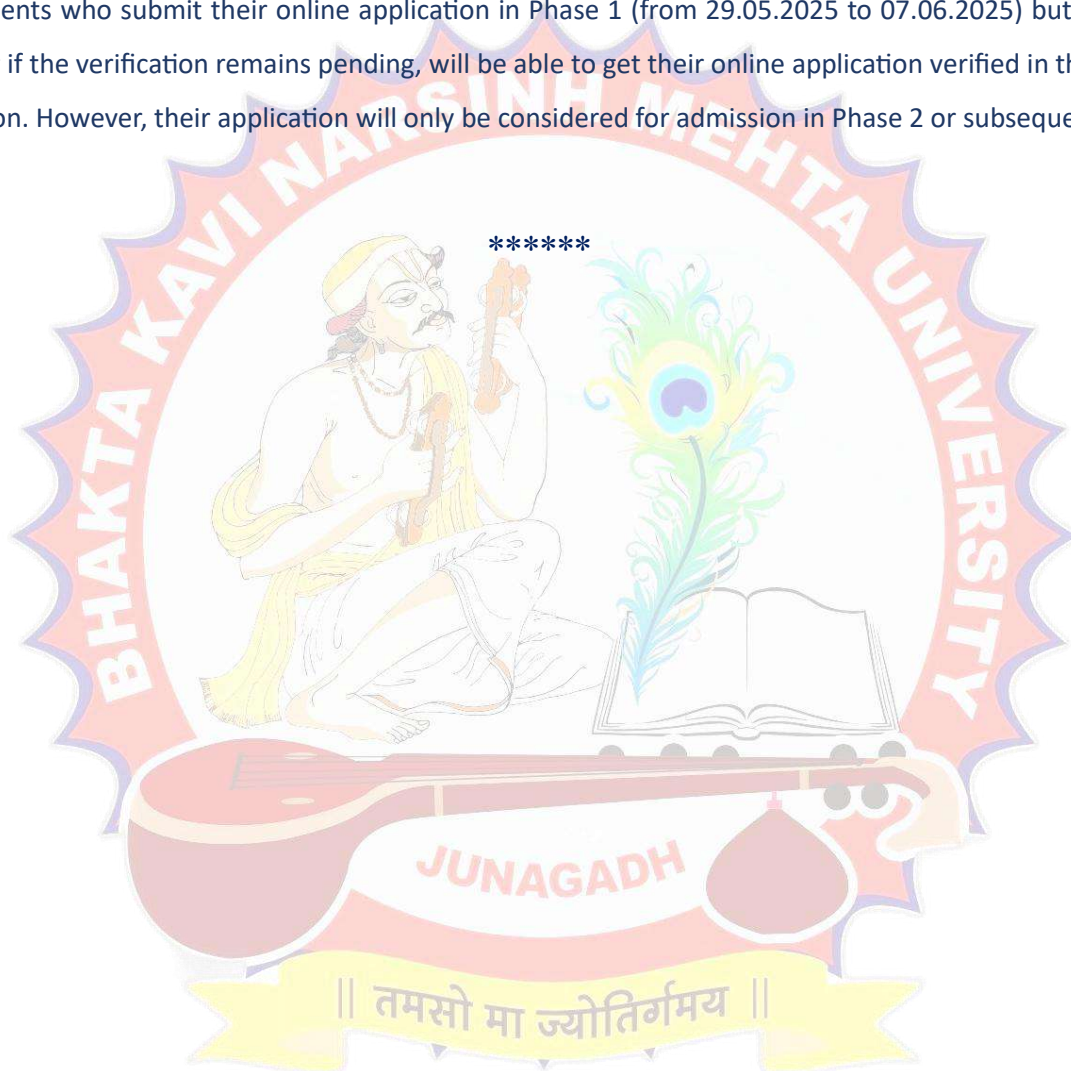 ents who submit their online application in Phase 1 (from 29.05.2025 to 07.06.2025) but
if the verification remains pending, will be able to get their online application verified in th
on. However, their application will only be considered for admission in Phase 2 or subseque
******
BHAKTA KAVI NARSINH MEHTA UNIVERSITY
JUNAGADH
|| तमसो मा ज्योतिर्गमय ||